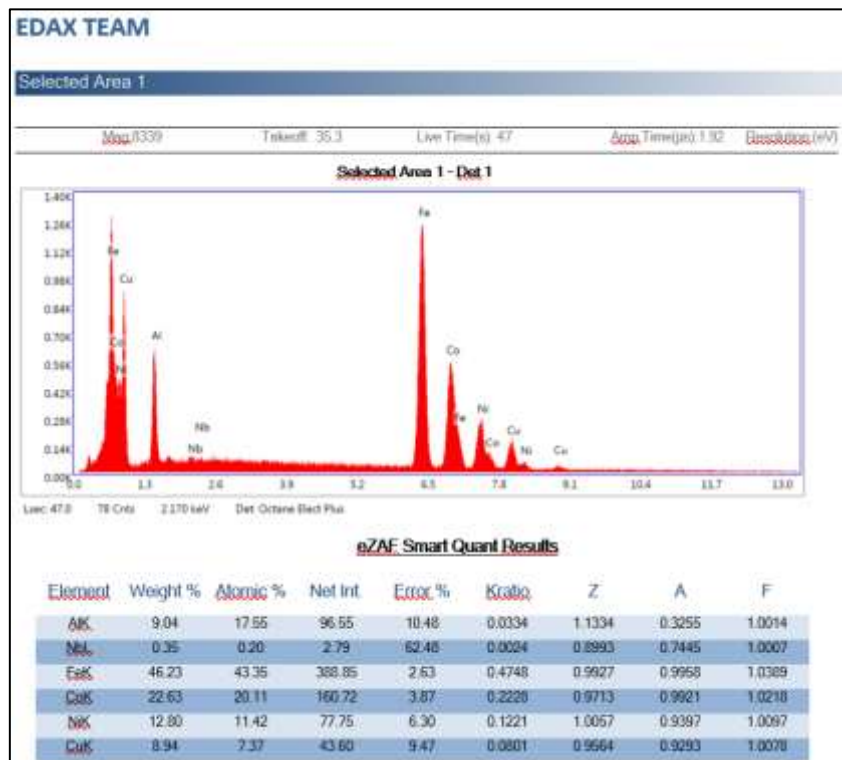 EDAX TEAM
Selected Area 1
Mag:8339 Takeoff: 35.3 Live Time(s): 47 Amp Time(µs):1.92 Resolution:(eV)
Selected Area 1 - Det 1
1.40K
1.26K
1.12K
0.98K
0.84K
0.70K
0.56K
0.42K
0.28K
0.14K
0.00K
Fe
Cu
Co
Ni
Al
Nb
Nb
Fe
Co
Fe
Ni
Co
Cu
Ni
Cu
0.0 1.3 2.6 3.9 5.2 6.5 7.8 9.1 10.4 11.7 13.0
Lsec: 47.0 78 Cnts 2.170 keV Det: Octane Elect Plus
eZAF Smart Quant Results
Element Weight % Atomic % Net Int. Error % Kratio Z A F
AlK 9.04 17.55 96.55 10.48 0.0334 1.1334 0.3255 1.0014
NbL 0.35 0.20 2.79 62.48 0.0024 0.8993 0.7445 1.0007
FeK 46.23 43.35 388.85 2.63 0.4748 0.9927 0.9958 1.0389
CoK 22.63 20.11 160.72 3.87 0.2228 0.9713 0.9921 1.0218
NiK 12.80 11.42 77.75 6.30 0.1221 1.0057 0.9397 1.0097
CuK 8.94 7.37 43.60 9.47 0.0801 0.9564 0.9293 1.0078